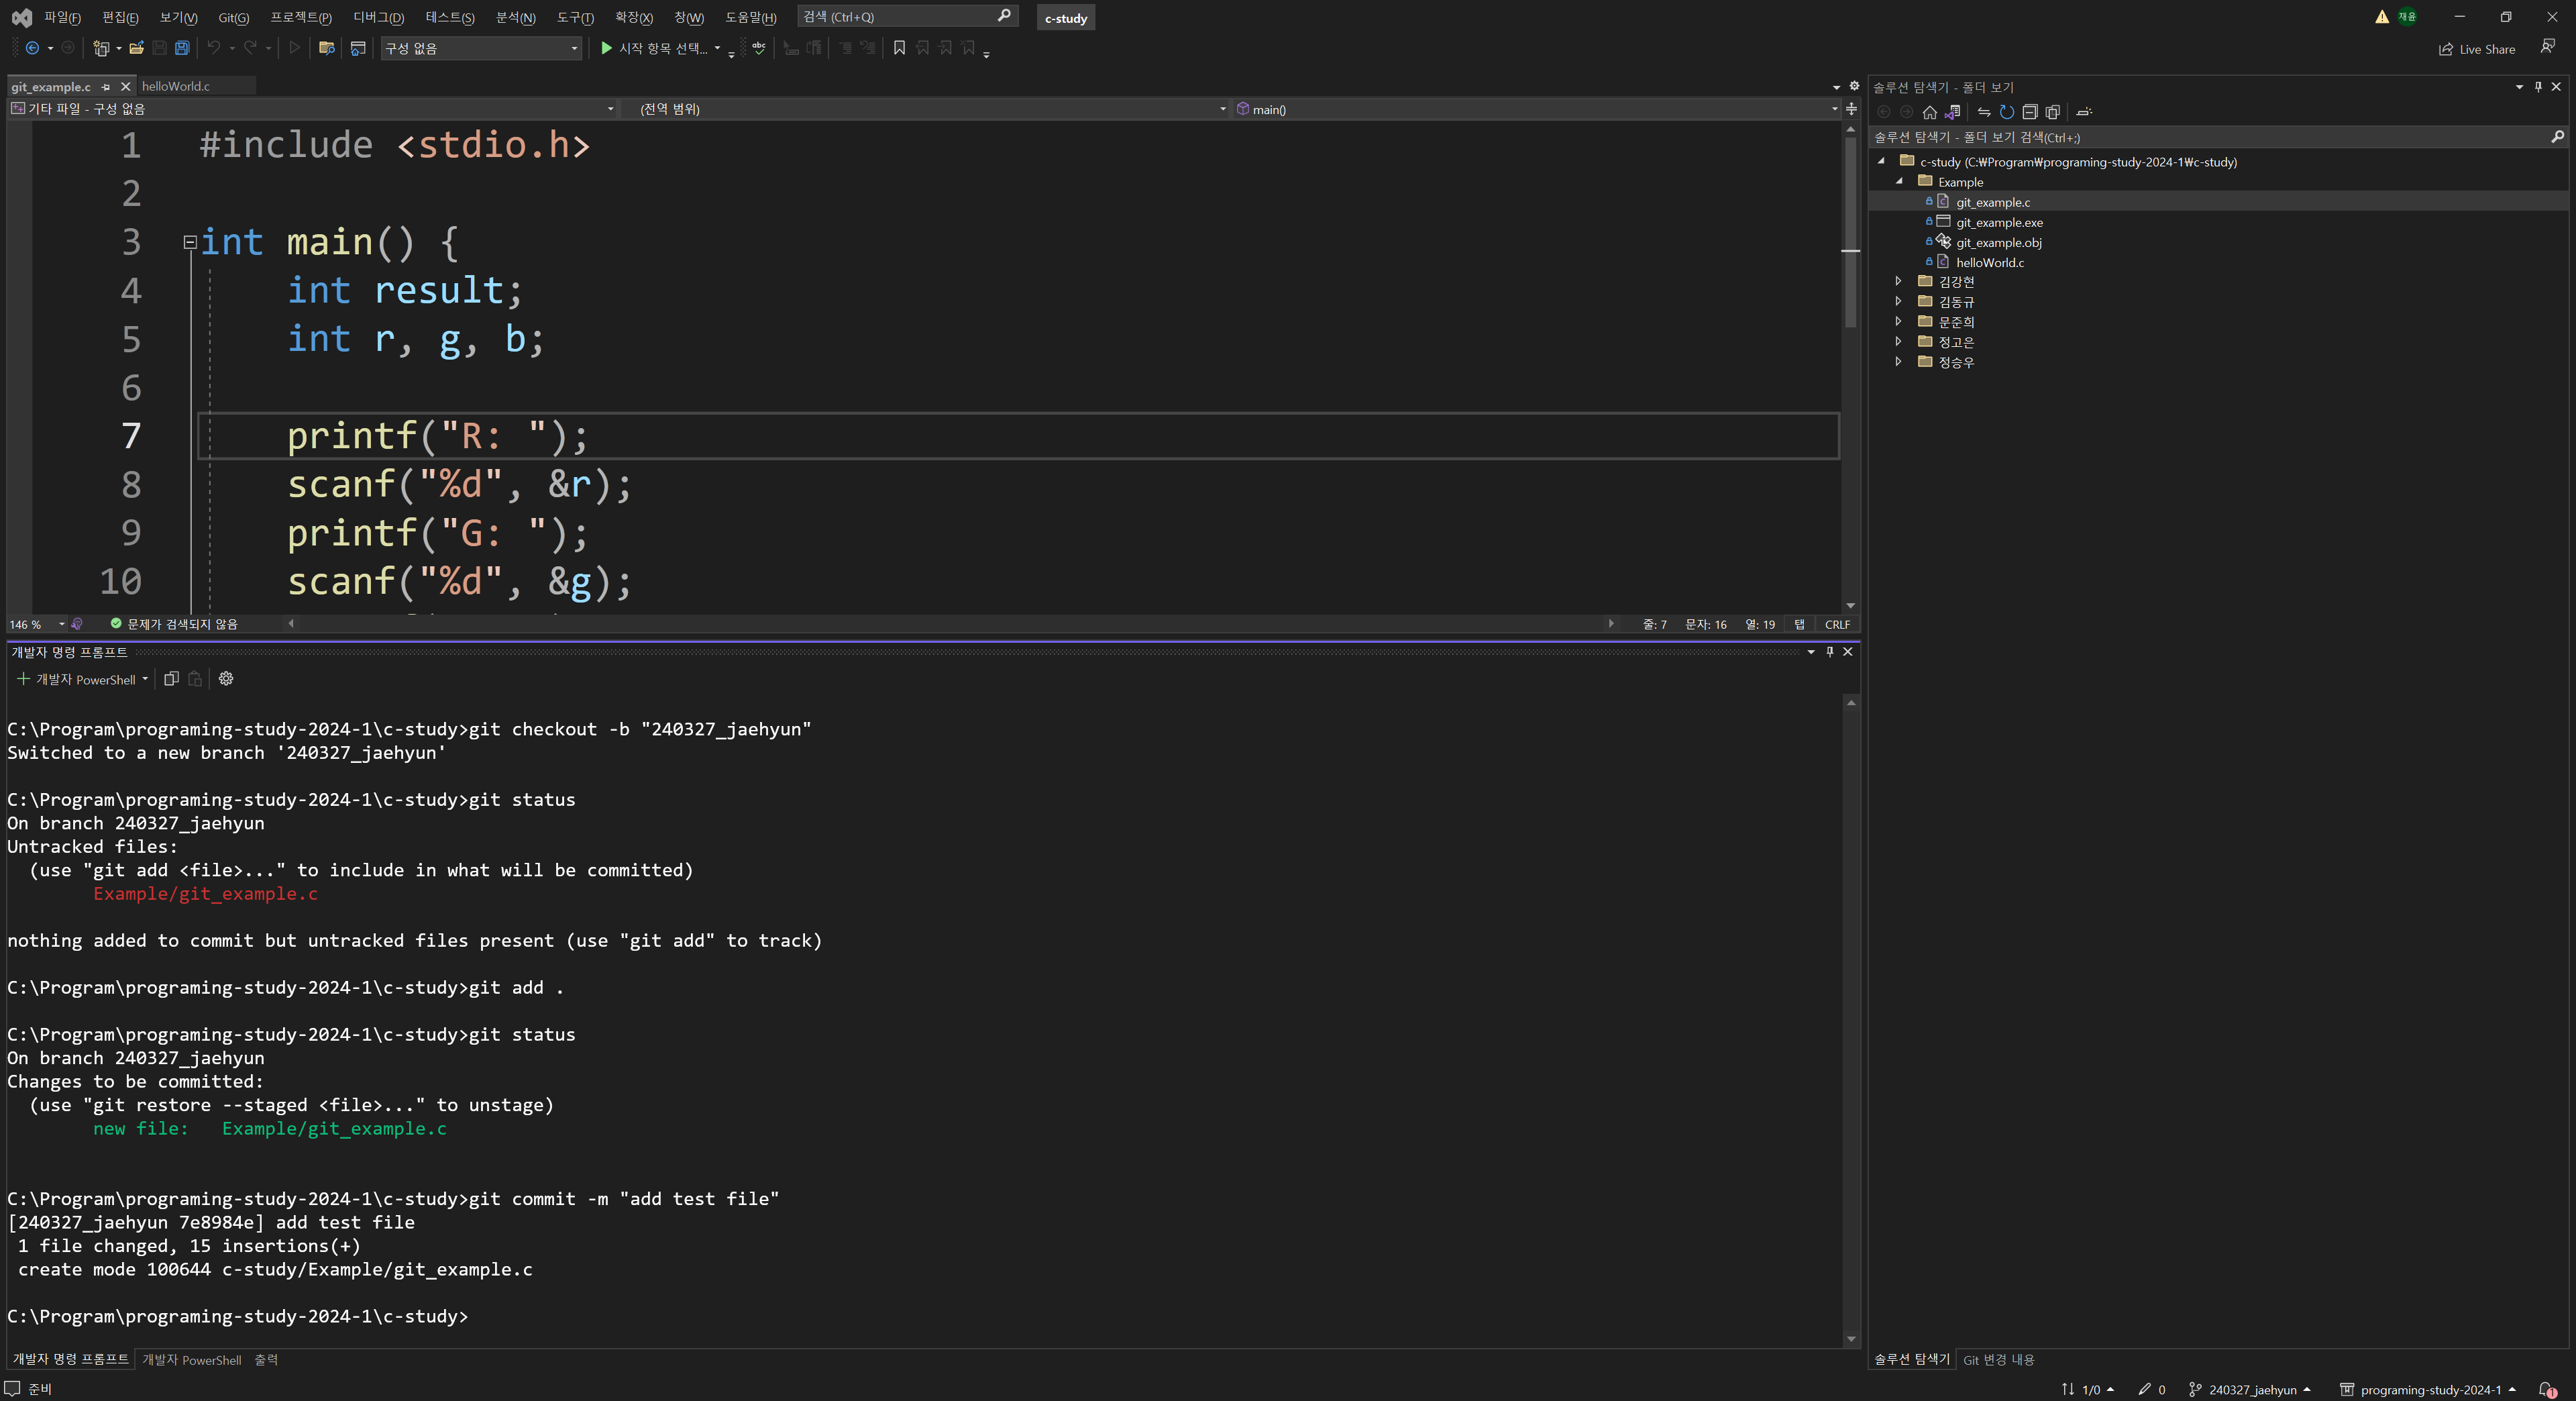 파일(F) 편집(E) 보기(V) Git(G) 프로젝트(P) 디버그(D) 테스트(S) 분석(N) 도구(T) 확장(X) 창(W) 도움말(H) 검색 (Ctrl+Q) c-study 재윤
구성 없음 시작 항목 선택... abc Live Share
git_example.c helloWorld.c
기타 파일 - 구성 없음 (전역 범위) main()
1 #include <stdio.h>
2
3 int main() {
4 int result;
5 int r, g, b;
6
7 printf("R: ");
8 scanf("%d", &r);
9 printf("G: ");
10 scanf("%d", &g);
146 % 문제가 검색되지 않음 줄: 7 문자: 16 열: 19 탭 CRLF
개발자 명령 프롬프트
개발자 PowerShell
C:\Program\programing-study-2024-1\c-study>git checkout -b "240327_jaehyun"
Switched to a new branch '240327_jaehyun'
C:\Program\programing-study-2024-1\c-study>git status
On branch 240327_jaehyun
Untracked files:
(use "git add <file>..." to include in what will be committed)
Example/git_example.c
nothing added to commit but untracked files present (use "git add" to track)
C:\Program\programing-study-2024-1\c-study>git add .
C:\Program\programing-study-2024-1\c-study>git status
On branch 240327_jaehyun
Changes to be committed:
(use "git restore --staged <file>..." to unstage)
new file: Example/git_example.c
C:\Program\programing-study-2024-1\c-study>git commit -m "add test file"
[240327_jaehyun 7e8984e] add test file
1 file changed, 15 insertions(+)
create mode 100644 c-study/Example/git_example.c
C:\Program\programing-study-2024-1\c-study>
개발자 명령 프롬프트 개발자 PowerShell 출력
솔루션 탐색기 - 폴더 보기
솔루션 탐색기 - 폴더 보기 검색(Ctrl+;)
c-study (C:₩Program₩programing-study-2024-1₩c-study)
Example
git_example.c
git_example.exe
git_example.obj
helloWorld.c
김강현
김동규
문준희
정고은
정승우
솔루션 탐색기 Git 변경 내용
준비 1/0 0 240327_jaehyun programing-study-2024-1 1